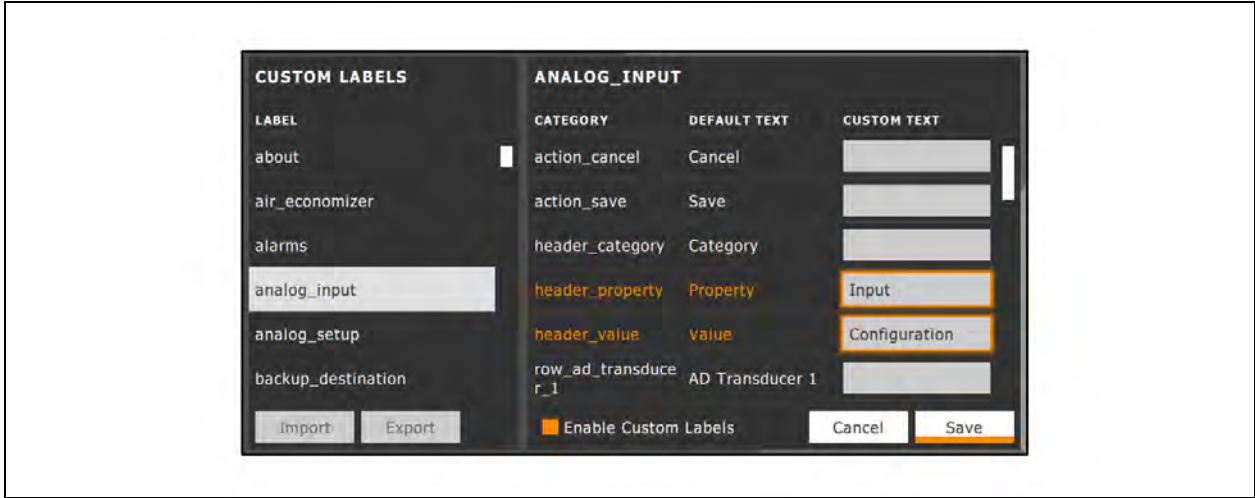 CUSTOM LABELS
LABEL
about
air_economizer
alarms
analog_input
analog_setup
backup_destination
Import Export
ANALOG_INPUT
CATEGORY DEFAULT TEXT CUSTOM TEXT
action_cancel Cancel
action_save Save
header_category Category
header_property Property Input
header_value Value Configuration
row_ad_transduce
r_1 AD Transducer 1
Enable Custom Labels Cancel Save